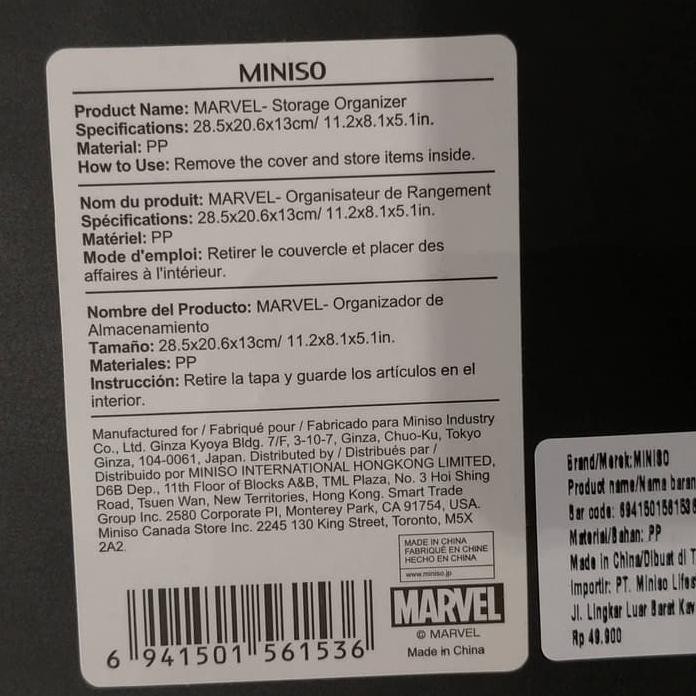 MINISO
Product Name: MARVEL- Storage Organizer
Specifications: 28.5x20.6x13cm/ 11.2x8.1x5.1in.
Material: PP
How to Use: Remove the cover and store items inside.
Nom du produit: MARVEL- Organisateur de Rangement
Spécifications: 28.5x20.6x13cm/ 11.2x8.1x5.1in.
Matériel: PP
Mode d'emploi: Retirer le couvercle et placer des
affaires à l'intérieur.
Nombre del Producto: MARVEL- Organizador de
Almacenamiento
Tamaño: 28.5x20.6x13cm/ 11.2x8.1x5.1in.
Materiales: PP
Instrucción: Retire la tapa y guarde los artículos en el
interior.
Manufactured for / Fabriqué pour / Fabricado para Miniso Industry
Co., Ltd. Ginza Kyoya Bldg. 7/F, 3-10-7, Ginza, Chuo-Ku, Tokyo
Ginza, 104-0061, Japan. Distributed by / Distribués par /
Distribuido por MINISO INTERNATIONAL HONGKONG LIMITED,
D6B Dep., 11th Floor of Blocks A&B, TML Plaza, No. 3 Hoi Shing
Road, Tsuen Wan, New Territories, Hong Kong. Smart Trade
Group Inc. 2580 Corporate Pl, Monterey Park, CA 91754, USA.
Miniso Canada Store Inc. 2245 130 King Street, Toronto, M5X
2A2.
MADE IN CHINA
FABRIQUÉ EN CHINE
HECHO EN CHINA
www.miniso.jp
MARVEL
© MARVEL
Made in China
6 941501 561536
Brand/Merek: MINISO
Product name/Nama baran
Bar code: 694150156153
Material/Bahan: PP
Made in China/Dibuat di T
Importir: PT. Miniso Lifes
Jl. Lingkar Luar Barat Kav
Rp 49.900